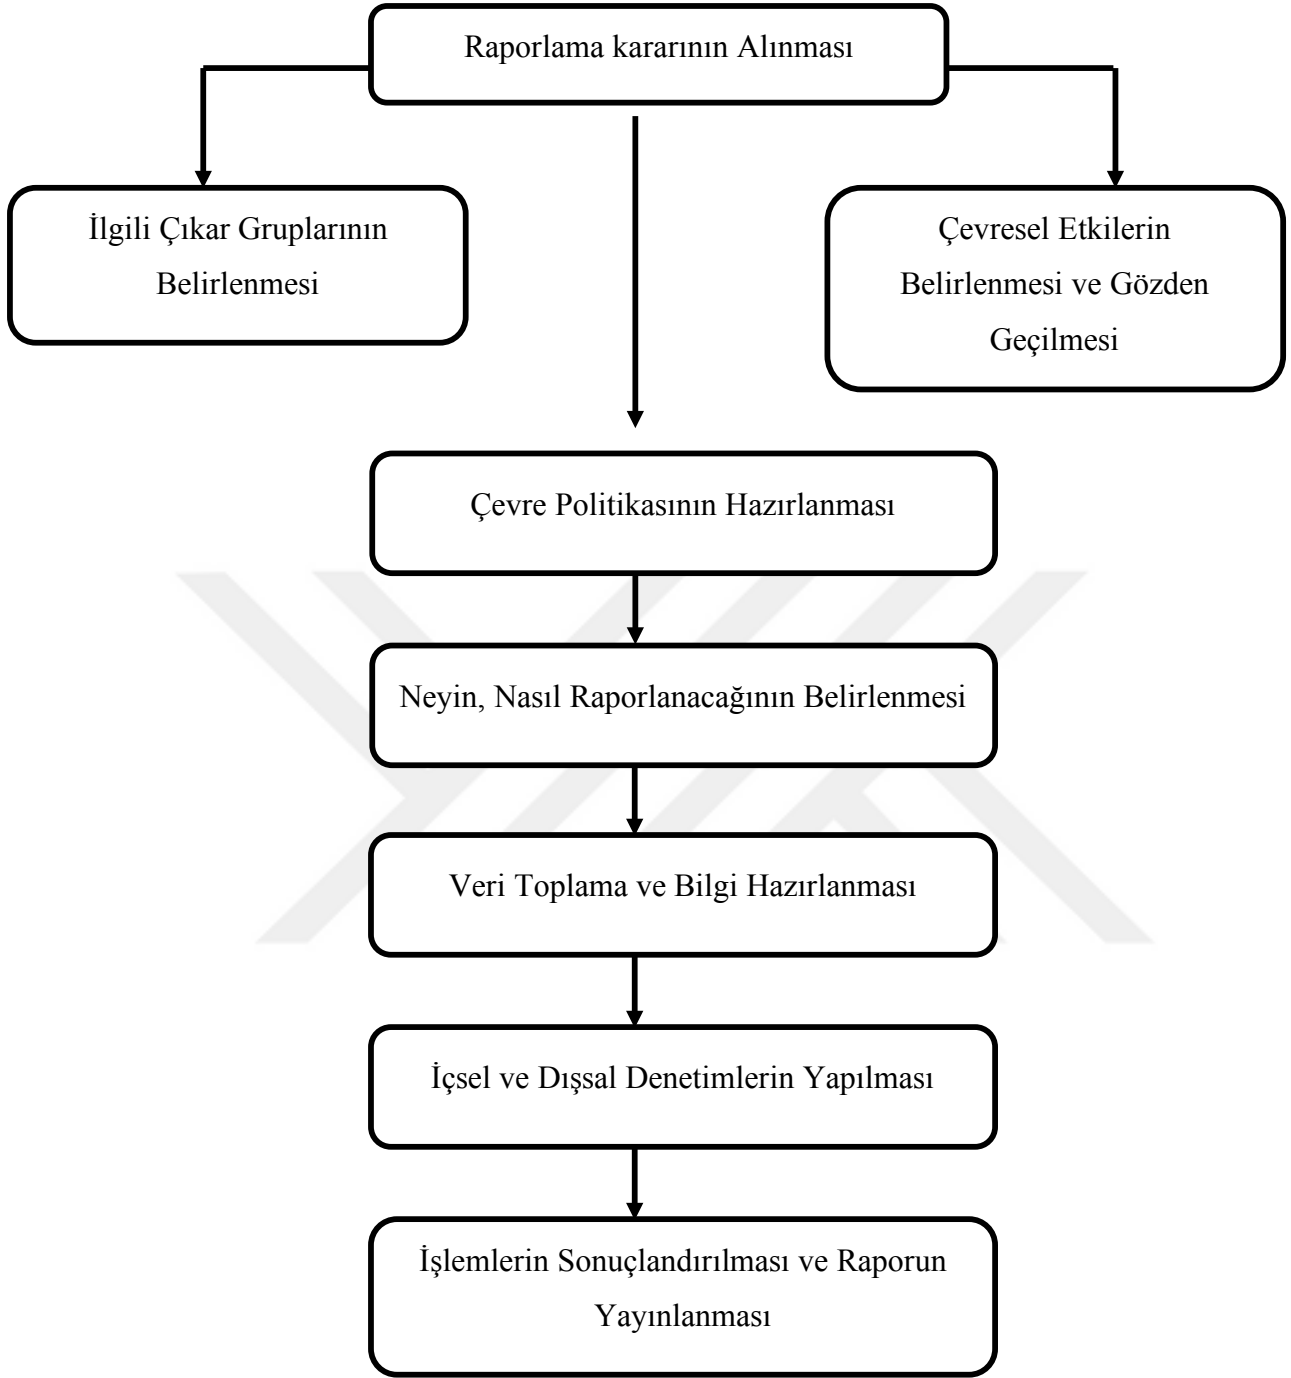 Raporlama kararının Alınması
İlgili Çıkar Gruplarının
Belirlenmesi
Çevresel Etkilerin
Belirlenmesi ve Gözden
Geçilmesi
Çevre Politikasının Hazırlanması
Neyin, Nasıl Raporlanacağının Belirlenmesi
Veri Toplama ve Bilgi Hazırlanması
İçsel ve Dışsal Denetimlerin Yapılması
İşlemlerin Sonuçlandırılması ve Raporun
Yayınlanması